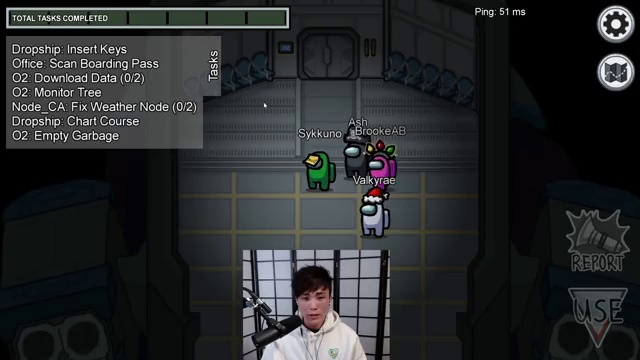 TOTAL TASKS COMPLETED
Ping: 51 ms
Dropship: Insert Keys
Office: Scan Boarding Pass
O2: Download Data (0/2)
O2: Monitor Tree
Node_CA: Fix Weather Node (0/2)
Dropship: Chart Course
O2: Empty Garbage
Tasks
Ash
Sykkuno
BrookeAB
Valkyrae
REPORT
USE